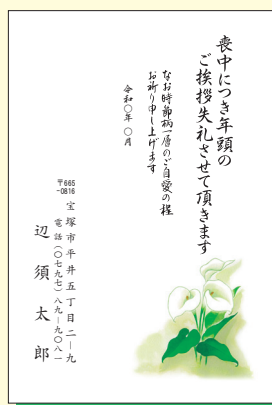 喪中につき年頭の
ご挨拶失礼させて頂きます
なお時節柄一層のご自愛の程
お祈り申し上げます
令和〇年〇月
〒665
-0816
宝塚市平井五丁目二ー九
電話(〇七九七)八九ー九〇八一
辺須太郎